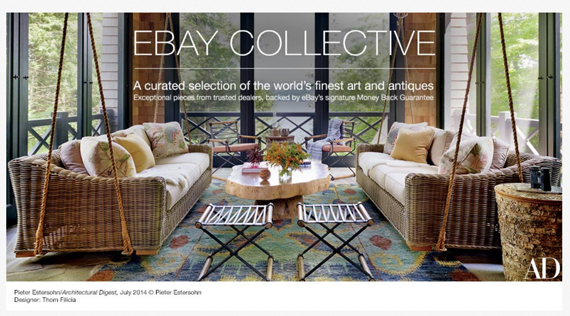 EBAY COLLECTIVE
A curated selection of the world's finest art and antiques
Exceptional pieces from trusted dealers, backed by eBay's signature Money Back Guarantee
AD
Pieter Estersohn/Architectural Digest, July 2014 © Pieter Estersohn
Designer: Thom Filicia